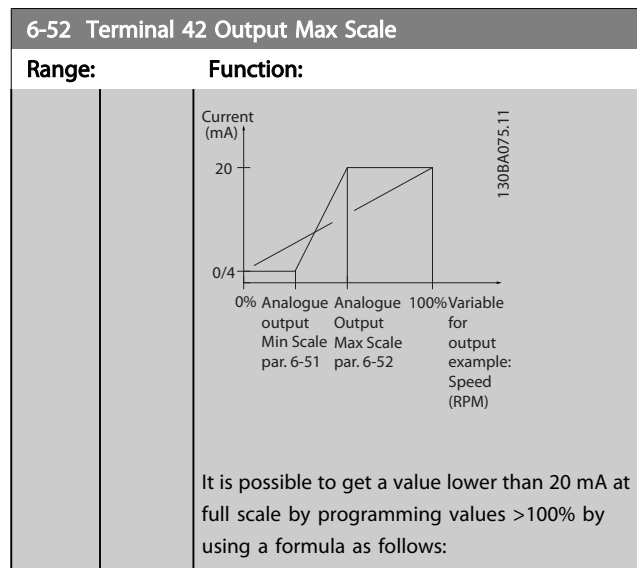 6-52 Terminal 42 Output Max Scale
Range: Function:
Current
(mA)
20
0/4
0% Analogue Analogue 100% Variable
output Output for
Min Scale Max Scale output
par. 6-51 par. 6-52 example:
Speed
(RPM)
130BA075.11
It is possible to get a value lower than 20 mA at
full scale by programming values >100% by
using a formula as follows: